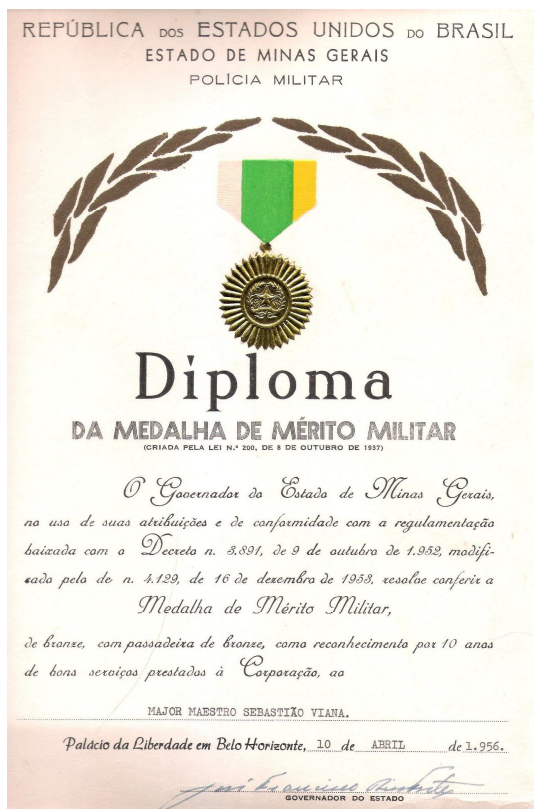 REPÚBLICA DOS ESTADOS UNIDOS DO BRASIL
ESTADO DE MINAS GERAIS
POLÍCIA MILITAR
Diploma
DA MEDALHA DE MÉRITO MILITAR
(CRIADA PELA LEI N.º 200, DE 8 DE OUTUBRO DE 1937)
O Governador do Estado de Minas Gerais,
no uso de suas atribuições e de conformidade com a regulamentação
baixada com o Decreto n. 3.891, de 9 de outubro de 1.952, modifi-
cado pelo de n. 4.129, de 16 de dezembro de 1953, resolve conferir a
Medalha de Mérito Militar,
de bronze, com passadeira de bronze, como reconhecimento por 10 anos
de bons serviços prestados à Corporação, ao
MAJOR MAESTRO SEBASTIÃO VIANA.
Palácio da Liberdade em Belo Horizonte, 10 de ABRIL de 1.956.
José Francisco Bias Fortes
GOVERNADOR DO ESTADO